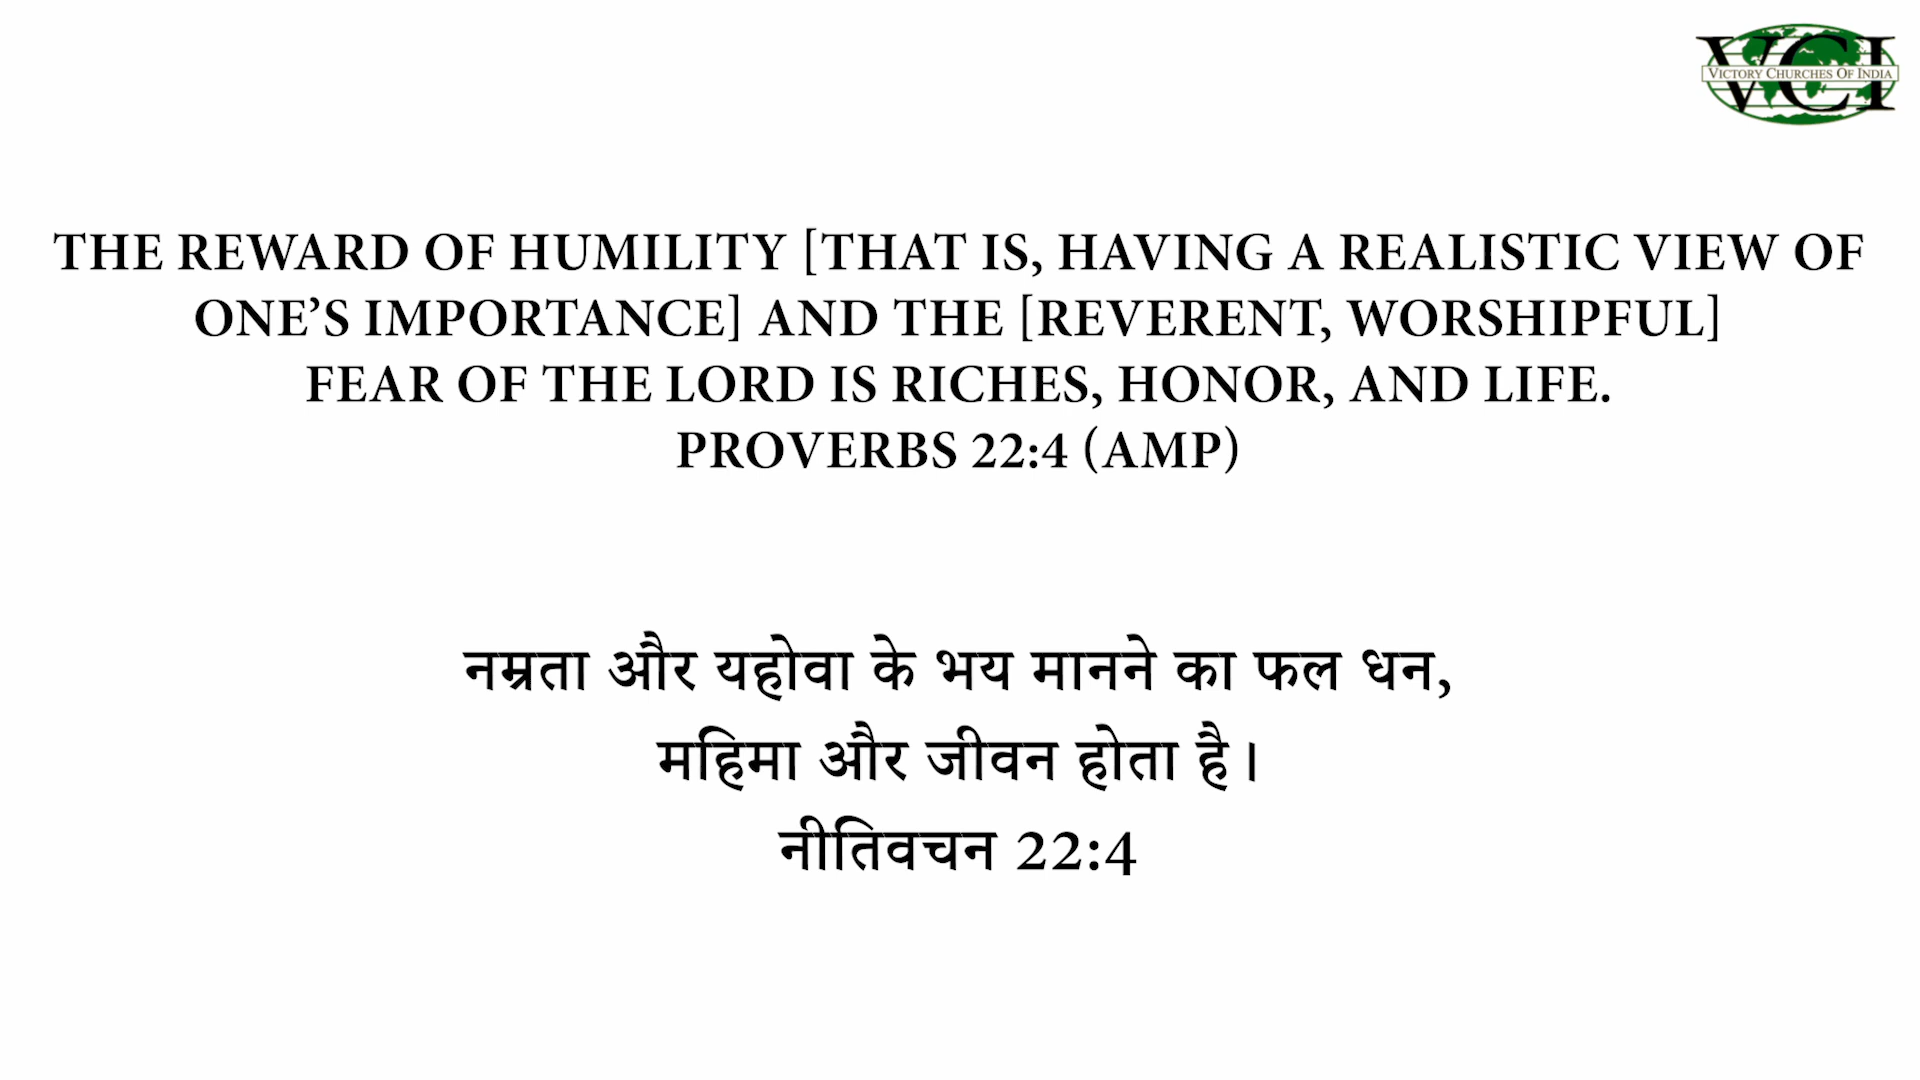 VCI
VICTORY CHURCHES OF INDIA
THE REWARD OF HUMILITY [THAT IS, HAVING A REALISTIC VIEW OF
ONE’S IMPORTANCE] AND THE [REVERENT, WORSHIPFUL]
FEAR OF THE LORD IS RICHES, HONOR, AND LIFE.
PROVERBS 22:4 (AMP)
नम्रता और यहोवा के भय मानने का फल धन,
महिमा और जीवन होता है।
नीतिवचन 22:4